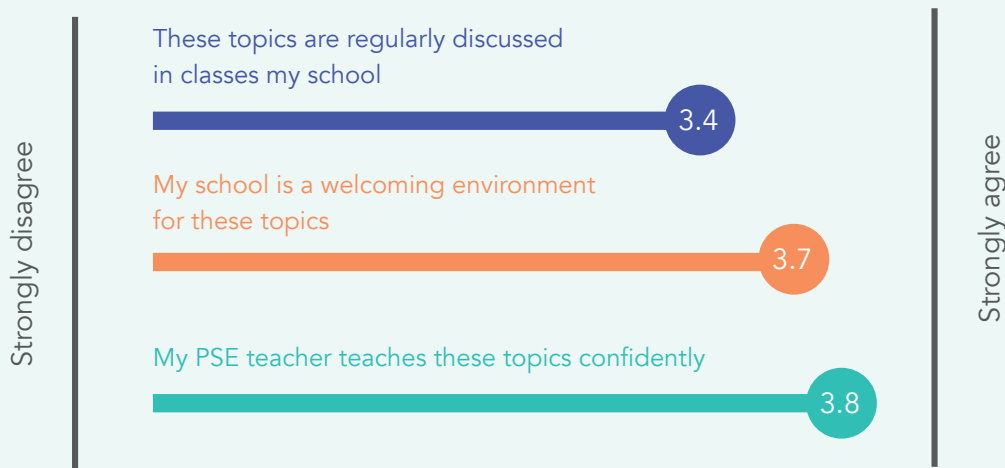 Strongly disagree
These topics are regularly discussed
in classes my school
3.4
My school is a welcoming environment
for these topics
3.7
My PSE teacher teaches these topics confidently
3.8
Strongly agree